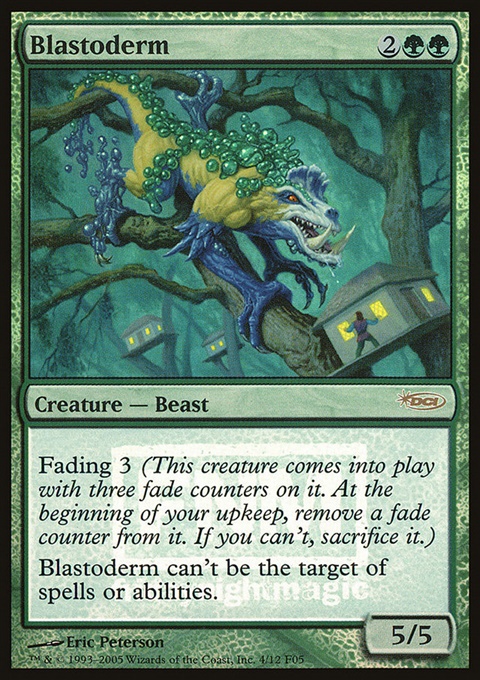 Blastoderm 2
Creature — Beast
DCI
Fading 3 (This creature comes into play
with three fade counters on it. At the
beginning of your upkeep, remove a fade
counter from it. If you can't, sacrifice it.)
Blastoderm can't be the target of
spells or abilities.
Eric Peterson
™ & © 1993–2005 Wizards of the Coast, Inc. 4/12 F05
5/5